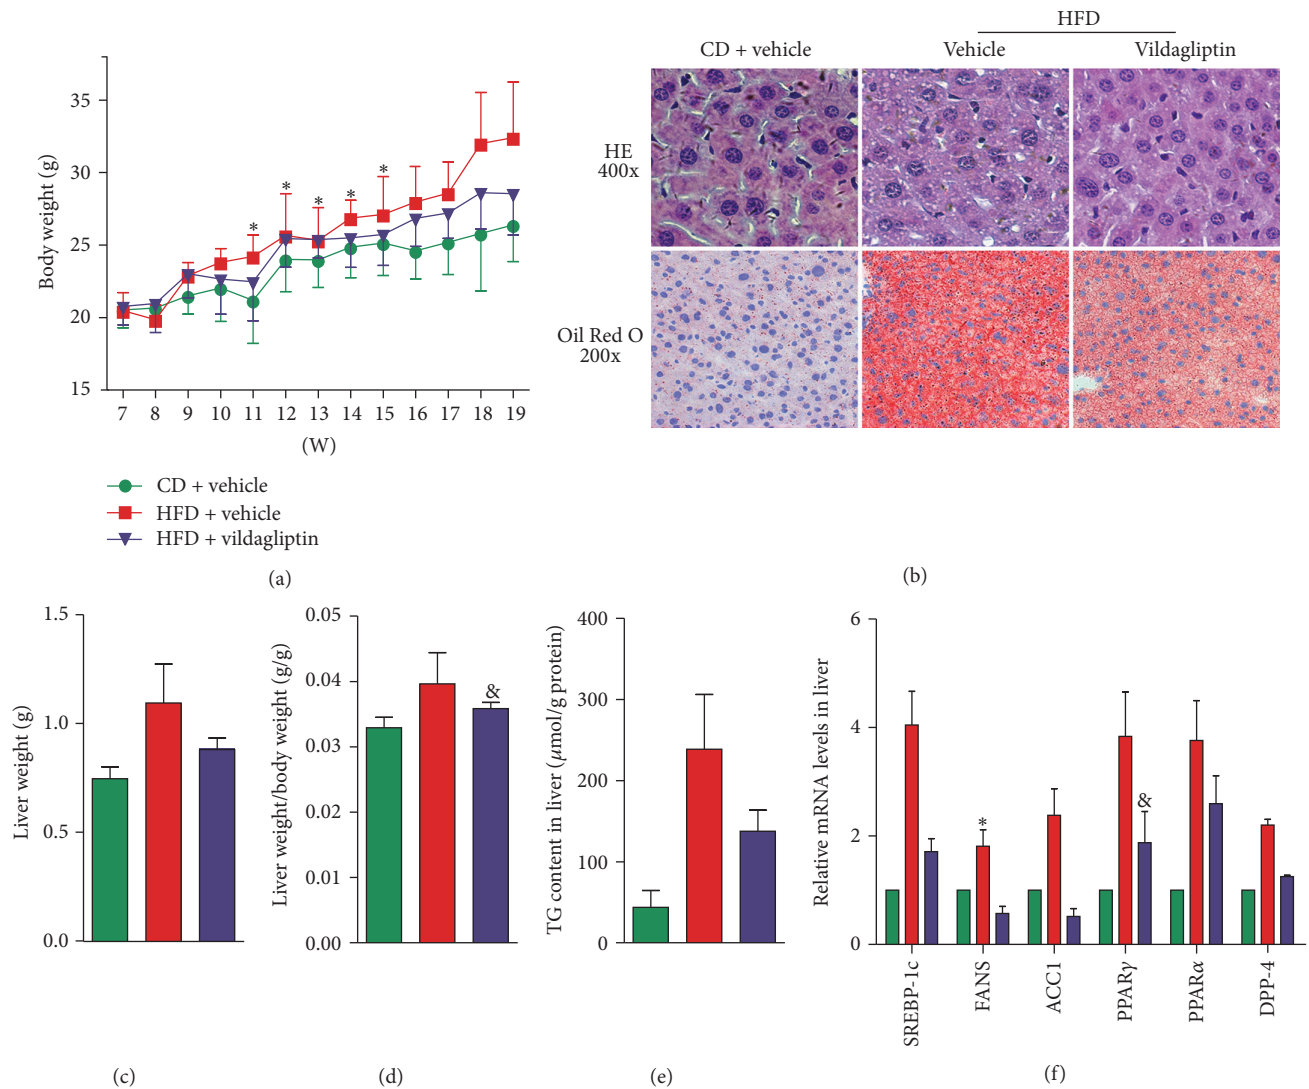 35
30
25
20
15
Body weight (g)
* * * * *
7 8 9 10 11 12 13 14 15 16 17 18 19
(W)
CD + vehicle
HFD + vehicle
HFD + vildagliptin
(a)
HFD
CD + vehicle Vehicle Vildagliptin
HE
400x
Oil Red O
200x
(b)
1.5
1.0
0.5
0.0
Liver weight (g)
(c)
0.05
0.04
0.03
0.02
0.01
0.00
Liver weight/body weight (g/g)
&
(d)
400
300
200
100
0
TG content in liver (μmol/g protein)
(e)
6
4
2
0
Relative mRNA levels in liver
* &
SREBP-1c
FANS
ACC1
PPARγ
PPARα
DPP-4
(f)